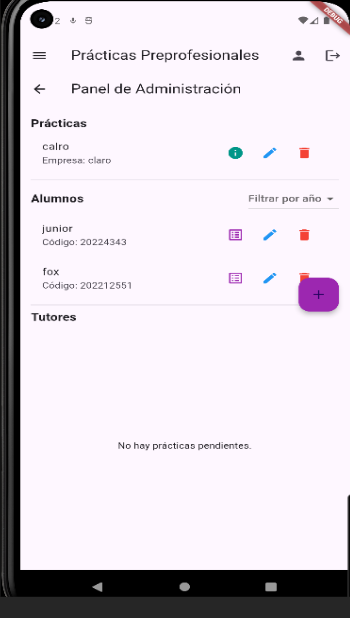 2
DEBUG
Prácticas Preprofesionales
Panel de Administración
Prácticas
calro
Empresa: claro
Alumnos
Filtrar por año
junior
Código: 20224343
fox
Código: 202212551
+
Tutores
No hay prácticas pendientes.